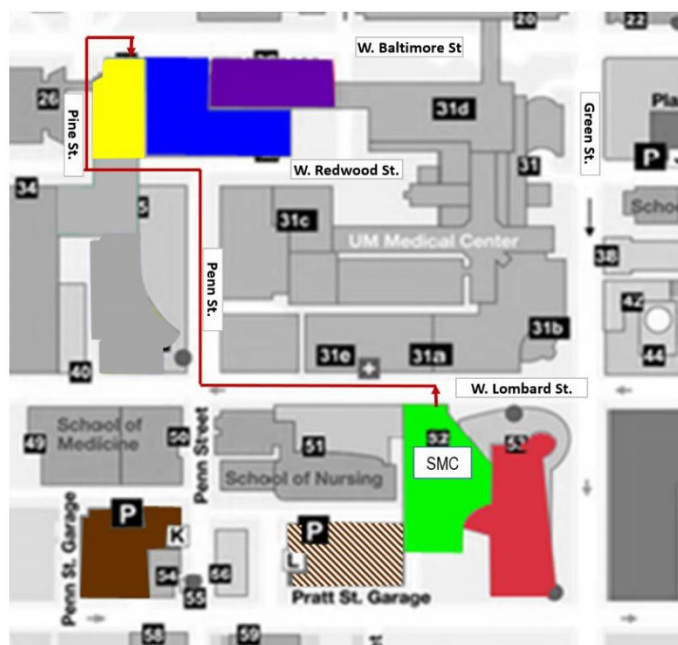 20
22
W. Baltimore St
26
31d
Pine St.
Green St.
Pla
P
31
W. Redwood St.
34
5
31c
Schoo
UM Medical Center
38
Penn St.
42
31b
31e
31a
44
40
W. Lombard St.
School of
Medicine
49
50
Penn Street
51
School of Nursing
52
53
SMC
P
K
P
L
Penn St. Garage
54
56
55
Pratt St. Garage
58
59